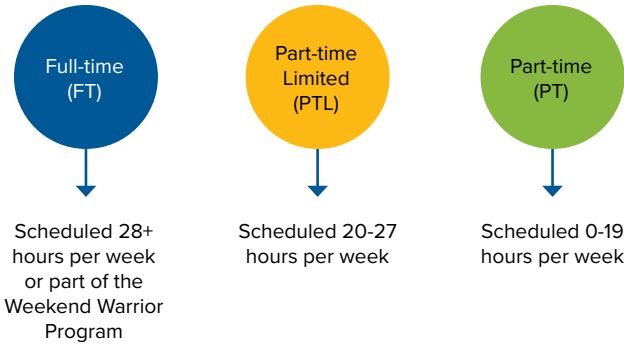 Full-time
(FT)
Part-time
Limited
(PTL)
Part-time
(PT)
Scheduled 28+
hours per week
or part of the
Weekend Warrior
Program
Scheduled 20-27
hours per week
Scheduled 0-19
hours per week